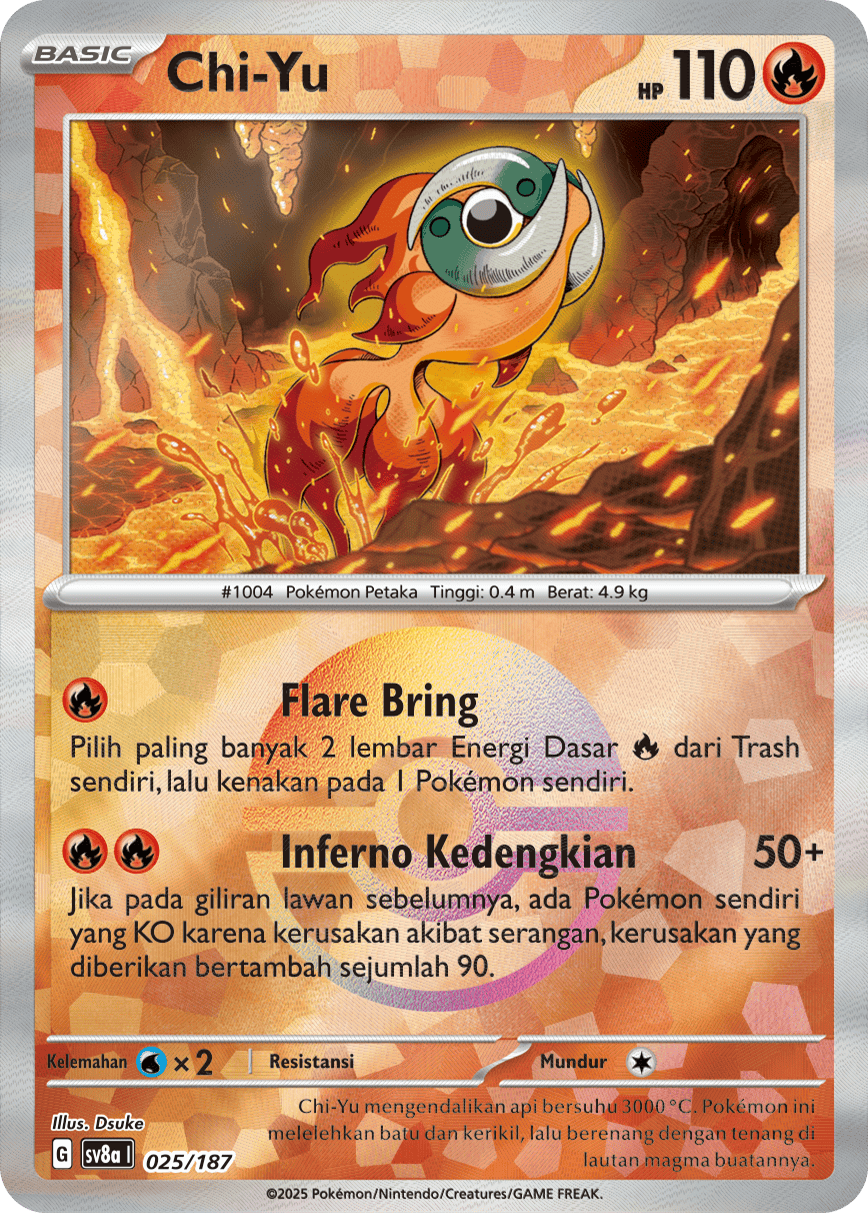 BASIC
Chi-Yu
HP 110
#1004 Pokémon Petaka Tinggi: 0.4 m Berat: 4.9 kg
Flare Bring
Pilih paling banyak 2 lembar Energi Dasar dari Trash
sendiri, lalu kenakan pada 1 Pokémon sendiri.
Inferno Kedengkian 50+
Jika pada giliran lawan sebelumnya, ada Pokémon sendiri
yang KO karena kerusakan akibat serangan, kerusakan yang
diberikan bertambah sejumlah 90.
Kelemahan ×2 Resistansi Mundur
Chi-Yu mengendalikan api bersuhu 3000 °C. Pokémon ini
melelehkan batu dan kerikil, lalu berenang dengan tenang di
lautan magma buatannya.
Illus. Dsuke
G sv8a I 025/187
©2025 Pokémon/Nintendo/Creatures/GAME FREAK.